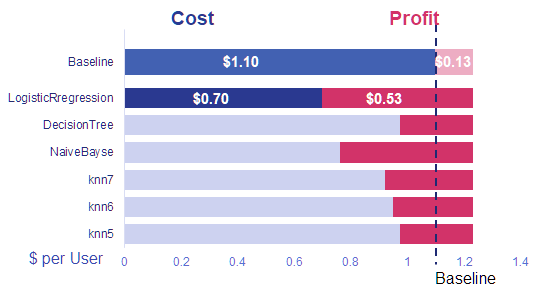 Cost Profit
Baseline $1.10 $0.13
LogisticRregression $0.70 $0.53
DecisionTree
NaiveBayse
knn7
knn6
knn5
$ per User 0 0.2 0.4 0.6 0.8 1 1.2 1.4
Baseline